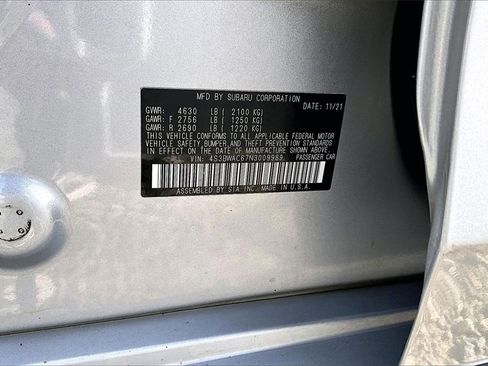 MFD BY SUBARU CORPORATION
DATE: 11/21
GVWR: 4630 LB ( 2100 KG)
GAWR: F 2756 LB ( 1250 KG)
GAWR: R 2690 LB ( 1220 KG)
THIS VEHICLE CONFORMS TO ALL APPLICABLE FEDERAL MOTOR
VEHICLE SAFETY, BUMPER, AND THEFT PREVENTION STANDARDS
IN EFFECT ON THE DATE OF MANUFACTURE SHOWN ABOVE.
VIN: 4S3BWAC67N3009989 PASSENGER CAR
ASSEMBLED BY SIA INC. MADE IN U.S.A.